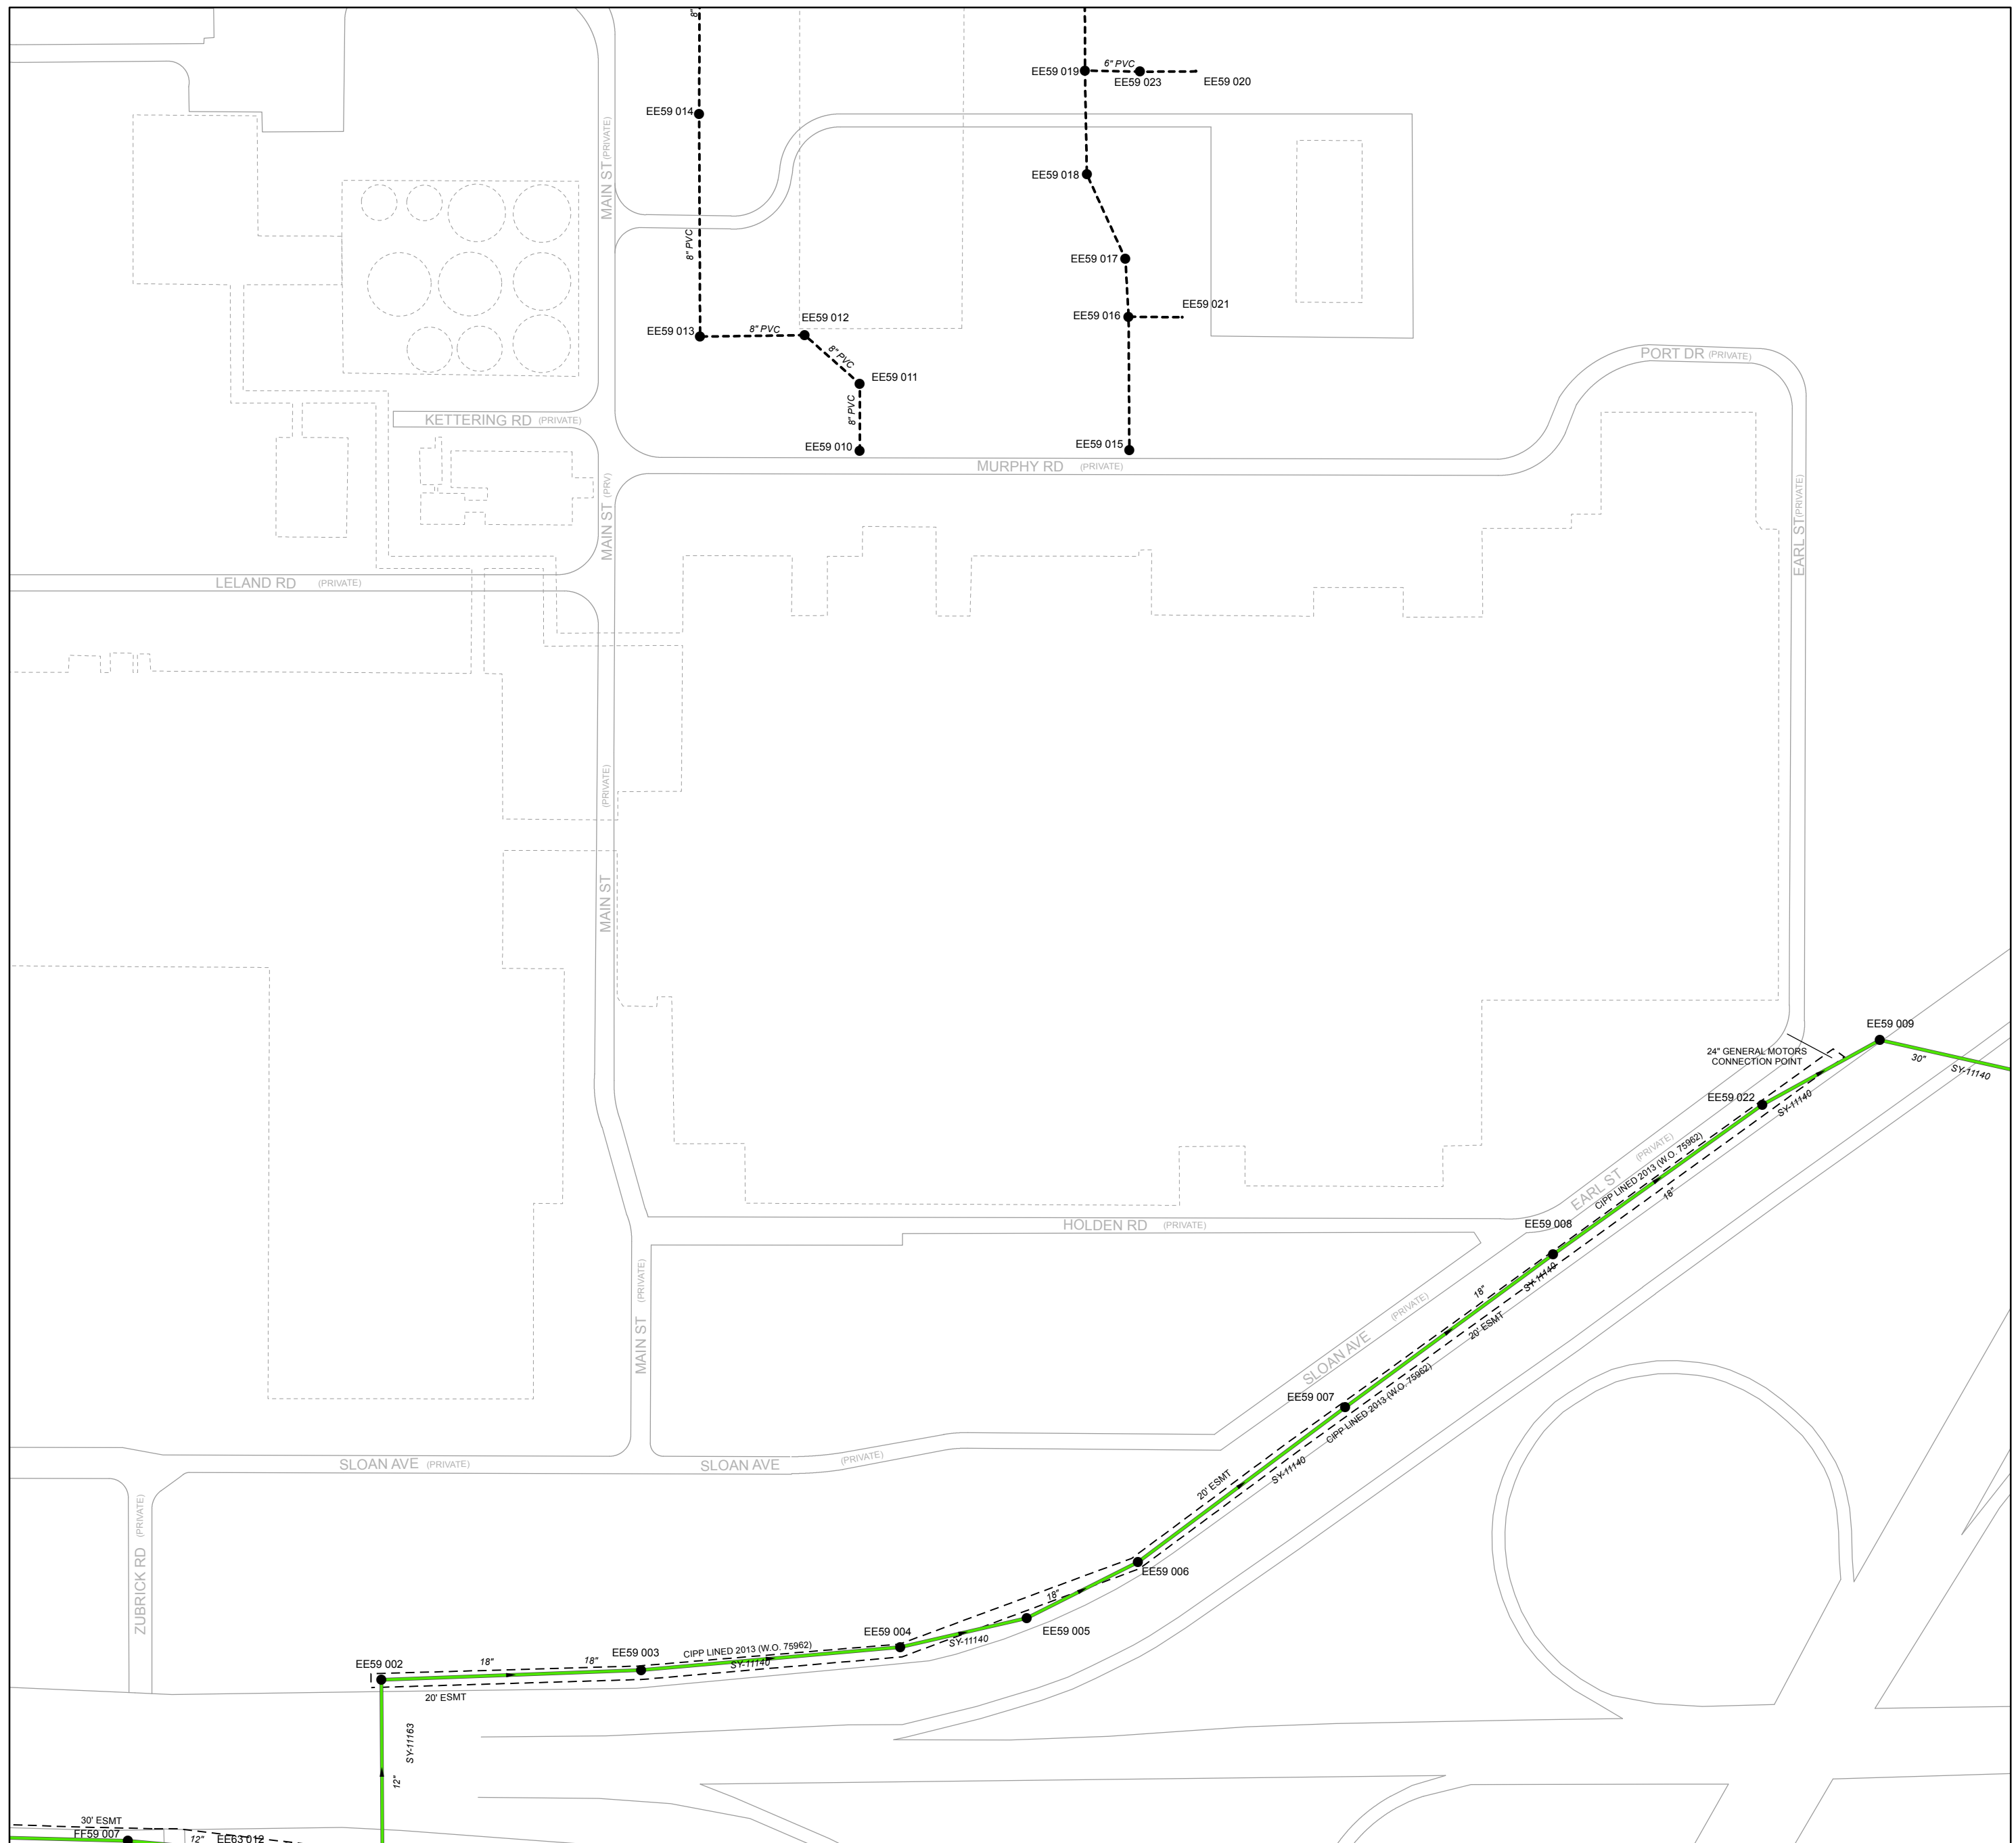 8"
EE59 019
6" PVC
EE59 023
EE59 020
EE59 014
MAIN ST (PRIVATE)
EE59 018
8" PVC
EE59 017
EE59 021
EE59 016
EE59 012
EE59 013
8" PVC
8" PVC
EE59 011
PORT DR (PRIVATE)
8" PVC
KETTERING RD (PRIVATE)
EE59 010
EE59 015
MURPHY RD (PRIVATE)
MAIN ST (PRV)
EARL ST (PRIVATE)
LELAND RD (PRIVATE)
(PRIVATE)
MAIN ST
EE59 009
24" GENERAL MOTORS
CONNECTION POINT
30"
SY-11140
EE59 022
SY-11140
CIPP LINED 2013 (W.O. 75962)
(PRIVATE)
EARL ST
18"
HOLDEN RD (PRIVATE)
EE59 008
MAIN ST (PRIVATE)
18"
SY-11140
20' ESMT
(PRIVATE)
SLOAN AVE
EE59 007
CIPP LINED 2013 (W.O. 75962)
SLOAN AVE (PRIVATE)
SLOAN AVE
(PRIVATE)
20' ESMT
SY-11140
ZUBRICK RD (PRIVATE)
EE59 006
18"
EE59 005
EE59 004
SY-11140
EE59 003
CIPP LINED 2013 (W.O. 75962)
SY-11140
EE59 002
18"
18"
20' ESMT
SY-11163
12"
30' ESMT
FF59 007
12"
EE63 012